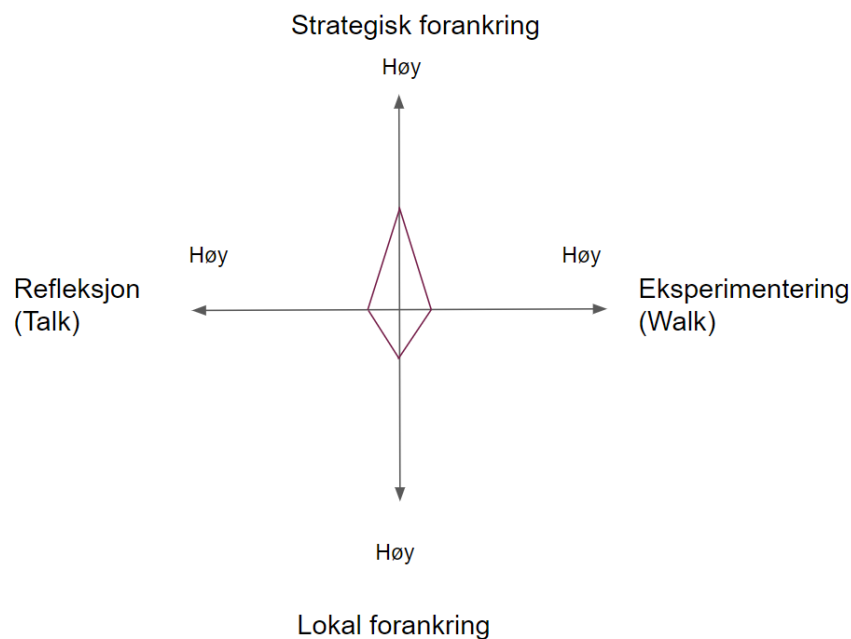 Strategisk forankring
Høy
Høy
Høy
Refleksjon
(Talk)
Eksperimentering
(Walk)
Høy
Lokal forankring